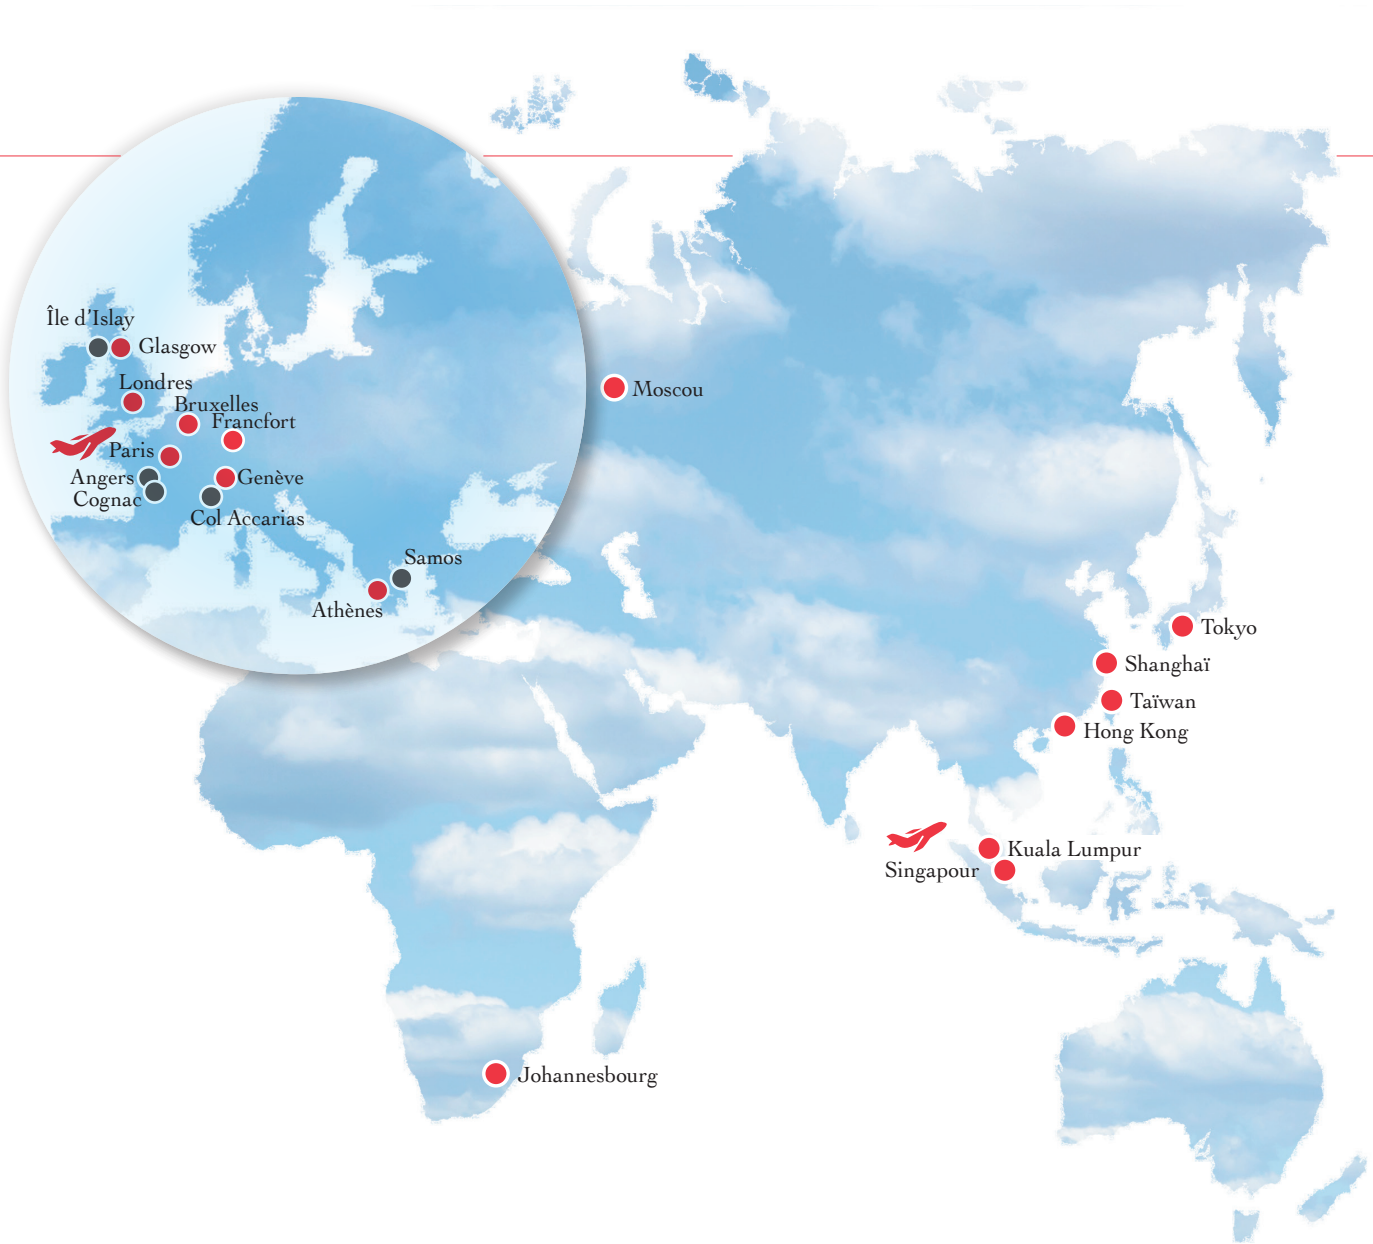 Île d'Islay
Glasgow
Londres
Bruxelles
Francfort
Paris
Angers
Genève
Cognac
Col Accarias
Samos
Athènes
Moscou
Tokyo
Shanghaï
Taïwan
Hong Kong
Kuala Lumpur
Singapour
Johannesbourg